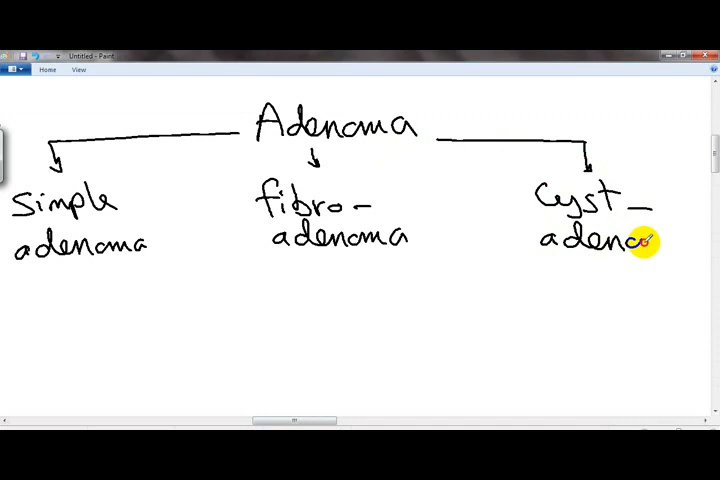 Untitled - Paint
Home View
Adenoma
Simple fibro- Cyst-
adenoma adenoma adeno